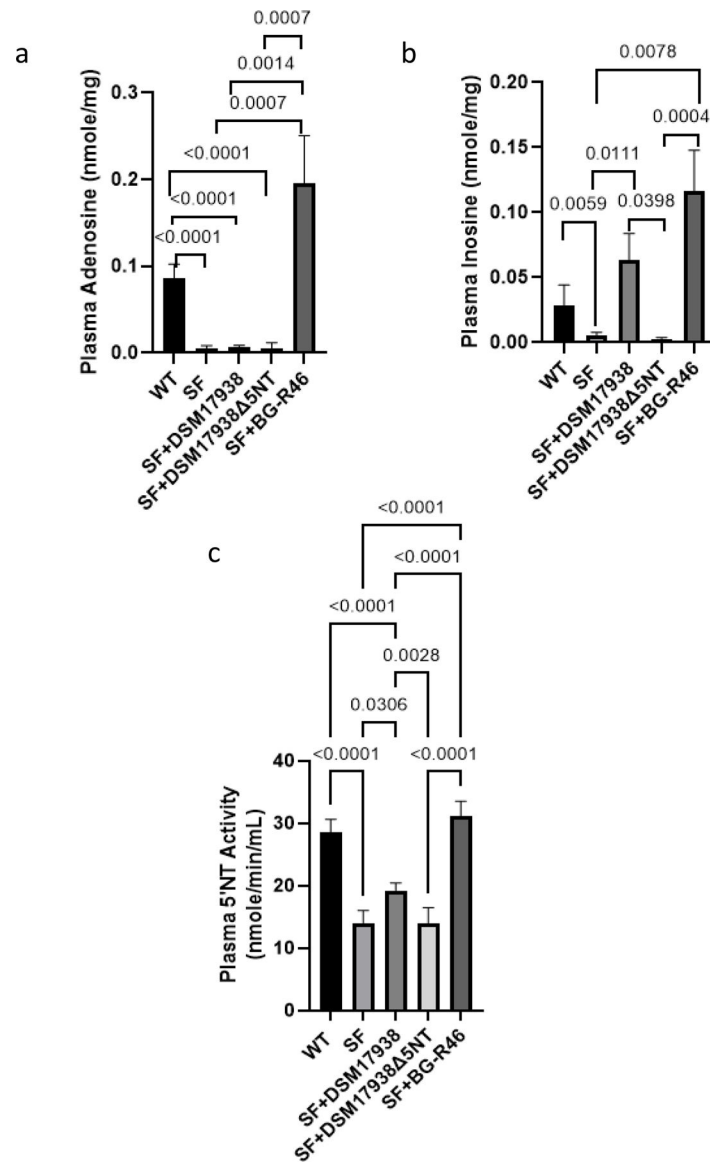 a
0.0007
0.0014
0.0007
<0.0001
<0.0001
<0.0001
Plasma Adenosine (nmole/mg)
0.3
0.2
0.1
0.0
WT
SF
SF+DSM17938
SF+DSM17938Δ5NT
SF+BG-R46
b
0.0078
0.0004
0.0111
0.0398
0.0059
Plasma Inosine (nmole/mg)
0.20
0.15
0.10
0.05
0.00
WT
SF
SF+DSM17938
SF+DSM17938Δ5NT
SF+BG-R46
c
<0.0001
<0.0001
<0.0001
0.0028
0.0306
<0.0001
<0.0001
Plasma 5'NT Activity
(nmole/min/mL)
40
30
20
10
0
WT
SF
SF+DSM17938
SF+DSM17938Δ5NT
SF+BG-R46